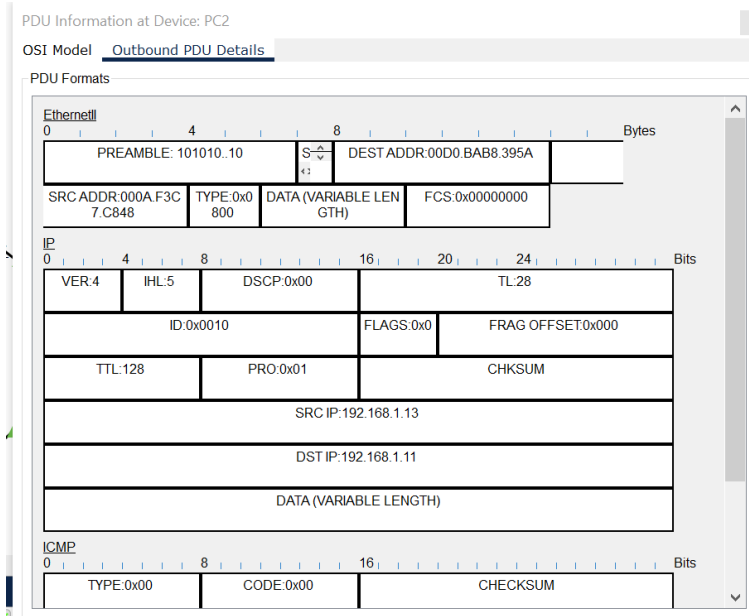 PDU Information at Device: PC2
OSI Model Outbound PDU Details
PDU Formats
EthernetII
0 4 8 Bytes
PREAMBLE: 101010..10 S DEST ADDR:00D0.BAB8.395A
SRC ADDR:000A.F3C TYPE:0x0 DATA (VARIABLE LEN FCS:0x00000000
7.C848 800 GTH)
IP
0 4 8 16 20 24 Bits
VER:4 IHL:5 DSCP:0x00 TL:28
ID:0x0010 FLAGS:0x0 FRAG OFFSET:0x000
TTL:128 PRO:0x01 CHKSUM
SRC IP:192.168.1.13
DST IP:192.168.1.11
DATA (VARIABLE LENGTH)
ICMP
0 8 16 Bits
TYPE:0x00 CODE:0x00 CHECKSUM